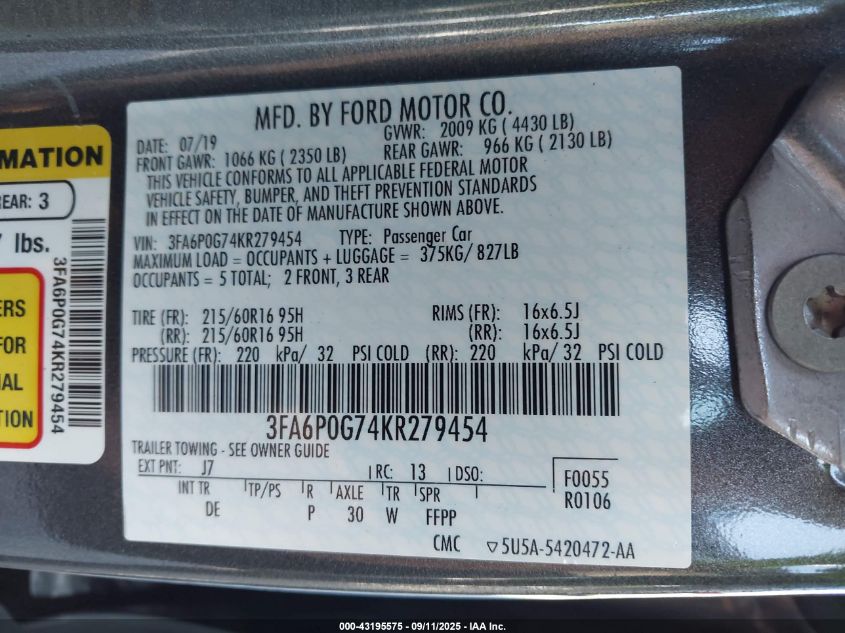 MATION
REAR: 3
7 lbs.
ERS
FOR
IAL
TION
3FA6P0G74KR279454
MFD. BY FORD MOTOR CO.
DATE: 07/19 GVWR: 2009 KG ( 4430 LB)
FRONT GAWR: 1066 KG ( 2350 LB) REAR GAWR: 966 KG ( 2130 LB)
THIS VEHICLE CONFORMS TO ALL APPLICABLE FEDERAL MOTOR
VEHICLE SAFETY, BUMPER, AND THEFT PREVENTION STANDARDS
IN EFFECT ON THE DATE OF MANUFACTURE SHOWN ABOVE.
VIN: 3FA6P0G74KR279454 TYPE: Passenger Car
MAXIMUM LOAD = OCCUPANTS + LUGGAGE = 375KG/ 827LB
OCCUPANTS = 5 TOTAL; 2 FRONT, 3 REAR
TIRE (FR): 215/60R16 95H RIMS (FR): 16x6.5J
(RR): 215/60R16 95H (RR): 16x6.5J
PRESSURE (FR): 220 kPa/ 32 PSI COLD (RR): 220 kPa/ 32 PSI COLD
3FA6P0G74KR279454
TRAILER TOWING - SEE OWNER GUIDE
EXT PNT: J7 RC: 13 DSO: F0055
R0106
INT TR TP/PS R AXLE TR SPR
DE P 30 W FFPP
CMC ▽5U5A-5420472-AA
000-43195575 - 09/11/2025 - IAA Inc.